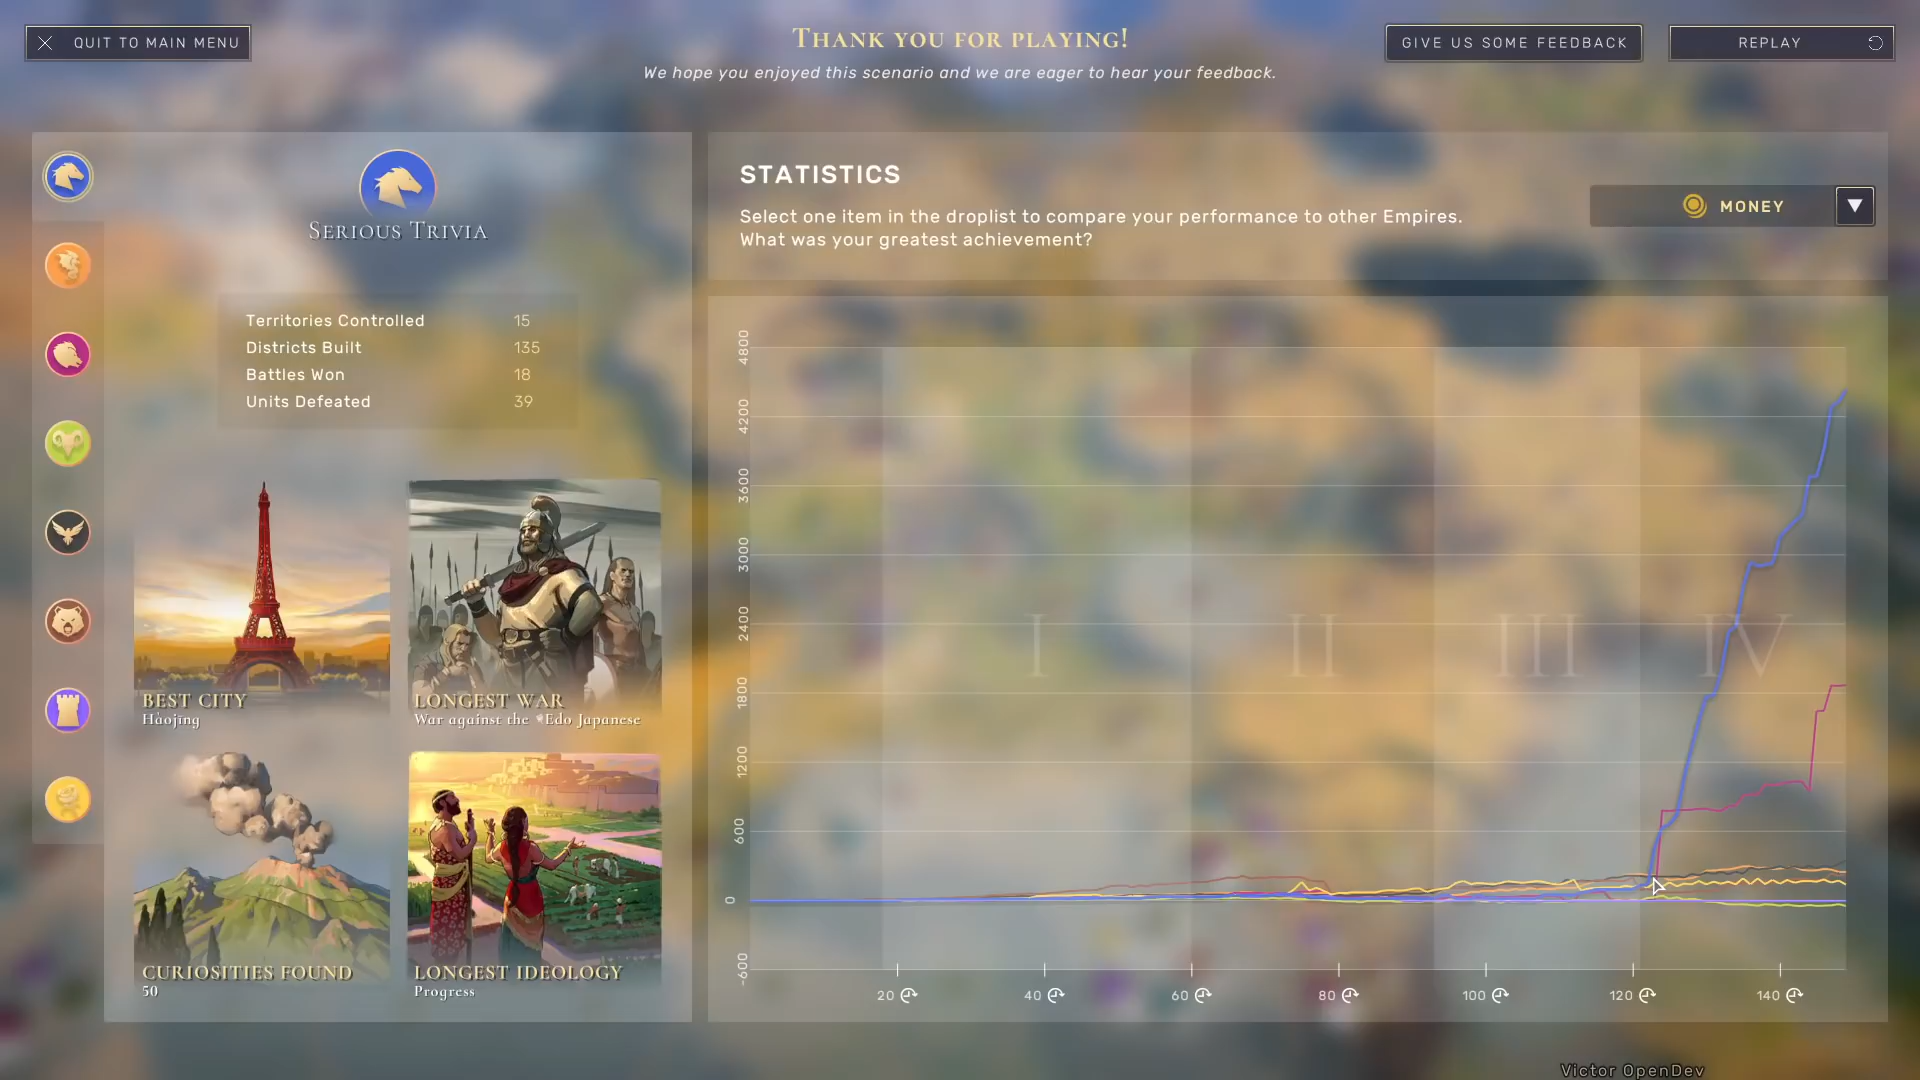 QUIT TO MAIN MENU
THANK YOU FOR PLAYING!
We hope you enjoyed this scenario and we are eager to hear your feedback.
GIVE US SOME FEEDBACK
REPLAY
SERIOUS TRIVIA
Territories Controlled 15
Districts Built 135
Battles Won 18
Units Defeated 39
BEST CITY
Hàojīng
LONGEST WAR
War against the Edo Japanese
CURIOSITIES FOUND
50
LONGEST IDEOLOGY
Progress
STATISTICS
Select one item in the droplist to compare your performance to other Empires.
What was your greatest achievement?
MONEY
4800
4200
3600
3000
2400
1800
1200
600
0
-600
I II III IV
20 40 60 80 100 120 140
Victor OpenDev